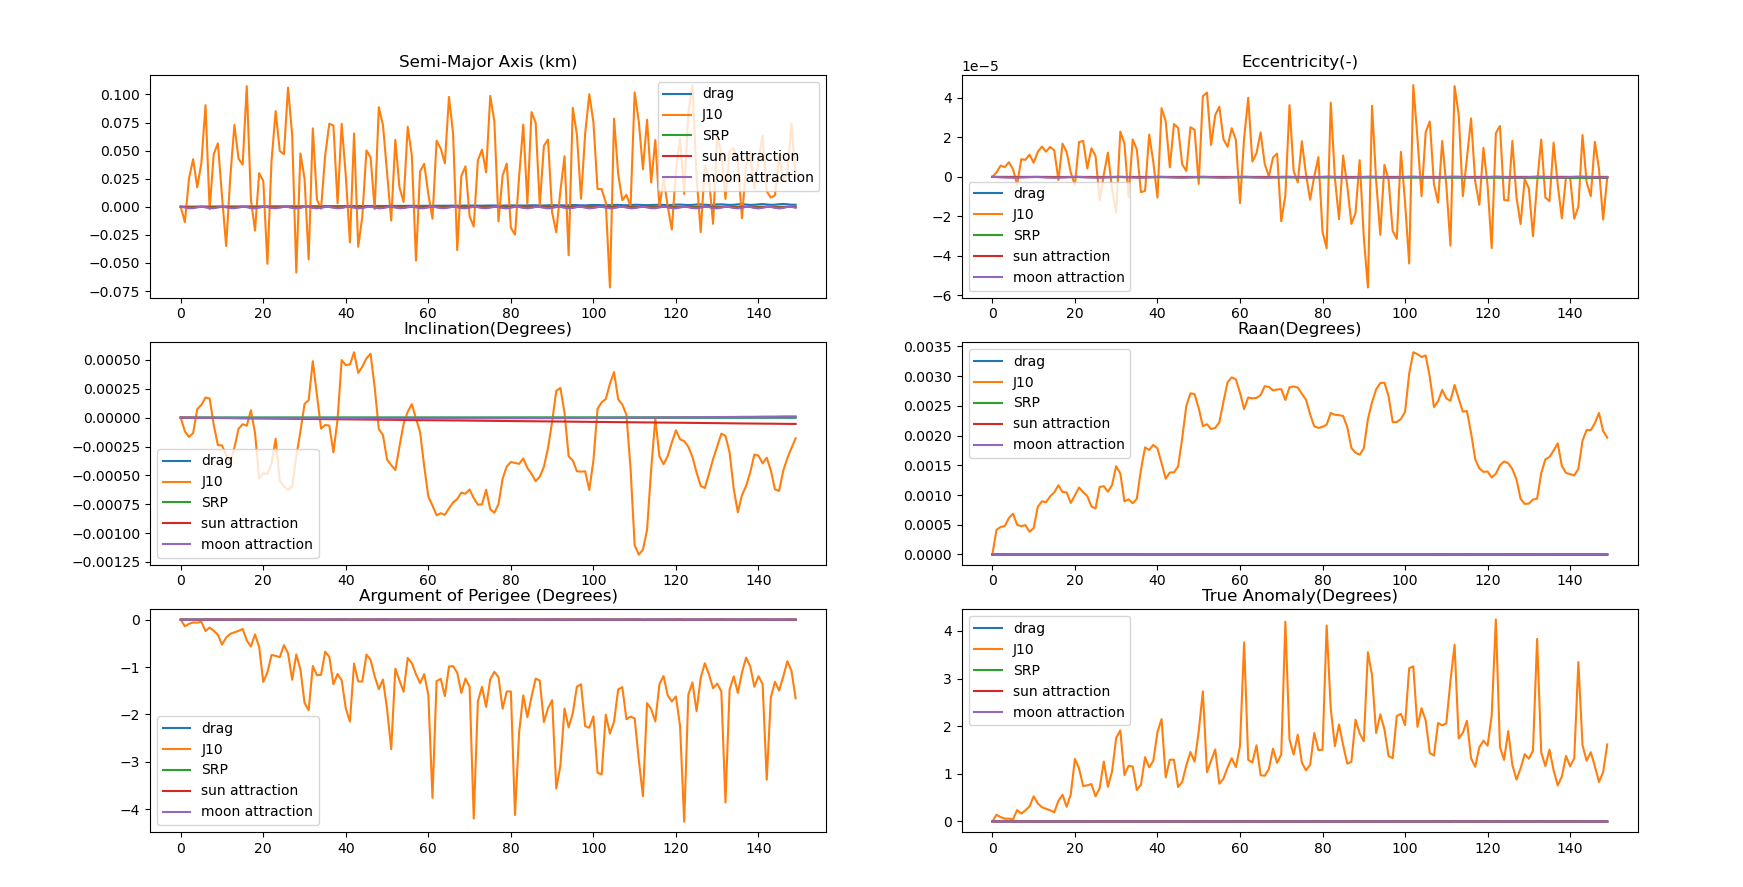 Semi-Major Axis (km)
0.100
0.075
0.050
0.025
0.000
−0.025
−0.050
−0.075
0 20 40 60 80 100 120 140
drag
J10
SRP
sun attraction
moon attraction
Eccentricity(-)
1e−5
4
2
0
−2
−4
−6
0 20 40 60 80 100 120 140
drag
J10
SRP
sun attraction
moon attraction
Inclination(Degrees)
0.00050
0.00025
0.00000
−0.00025
−0.00050
−0.00075
−0.00100
−0.00125
0 20 40 60 80 100 120 140
drag
J10
SRP
sun attraction
moon attraction
Raan(Degrees)
0.0035
0.0030
0.0025
0.0020
0.0015
0.0010
0.0005
0.0000
0 20 40 60 80 100 120 140
drag
J10
SRP
sun attraction
moon attraction
Argument of Perigee (Degrees)
0
−1
−2
−3
−4
0 20 40 60 80 100 120 140
drag
J10
SRP
sun attraction
moon attraction
True Anomaly(Degrees)
4
3
2
1
0
0 20 40 60 80 100 120 140
drag
J10
SRP
sun attraction
moon attraction